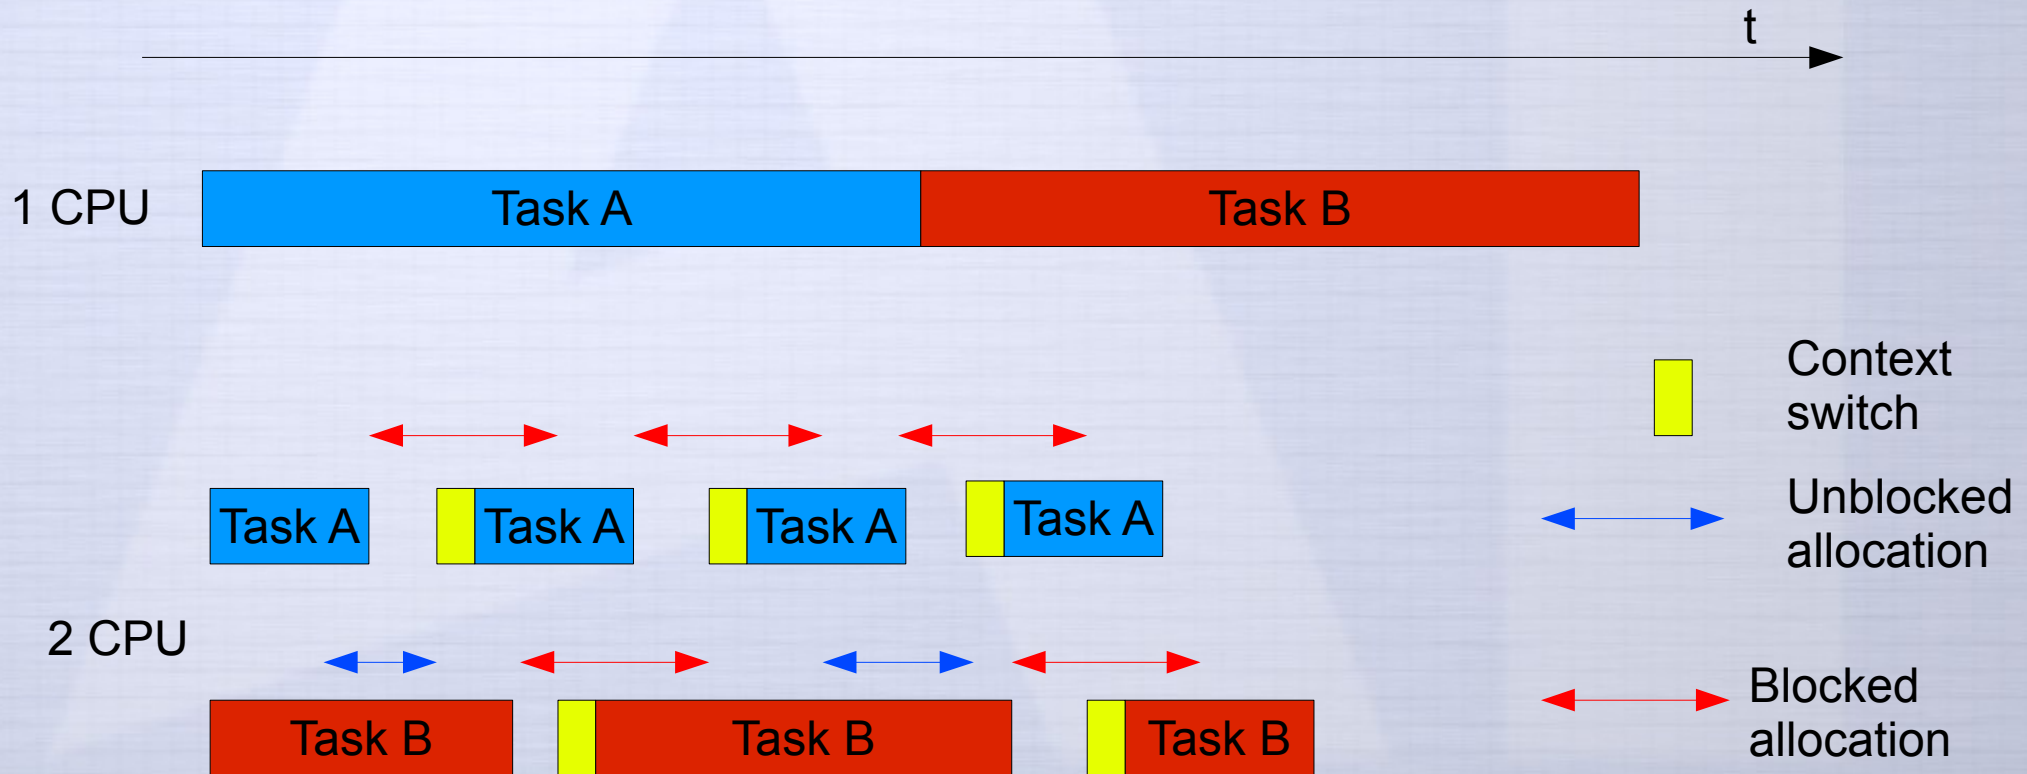 t
1 CPU
Task A
Task B
Context
switch
Task A
Task A
Task A
Task A
Unblocked
allocation
2 CPU
Task B
Task B
Task B
Blocked
allocation